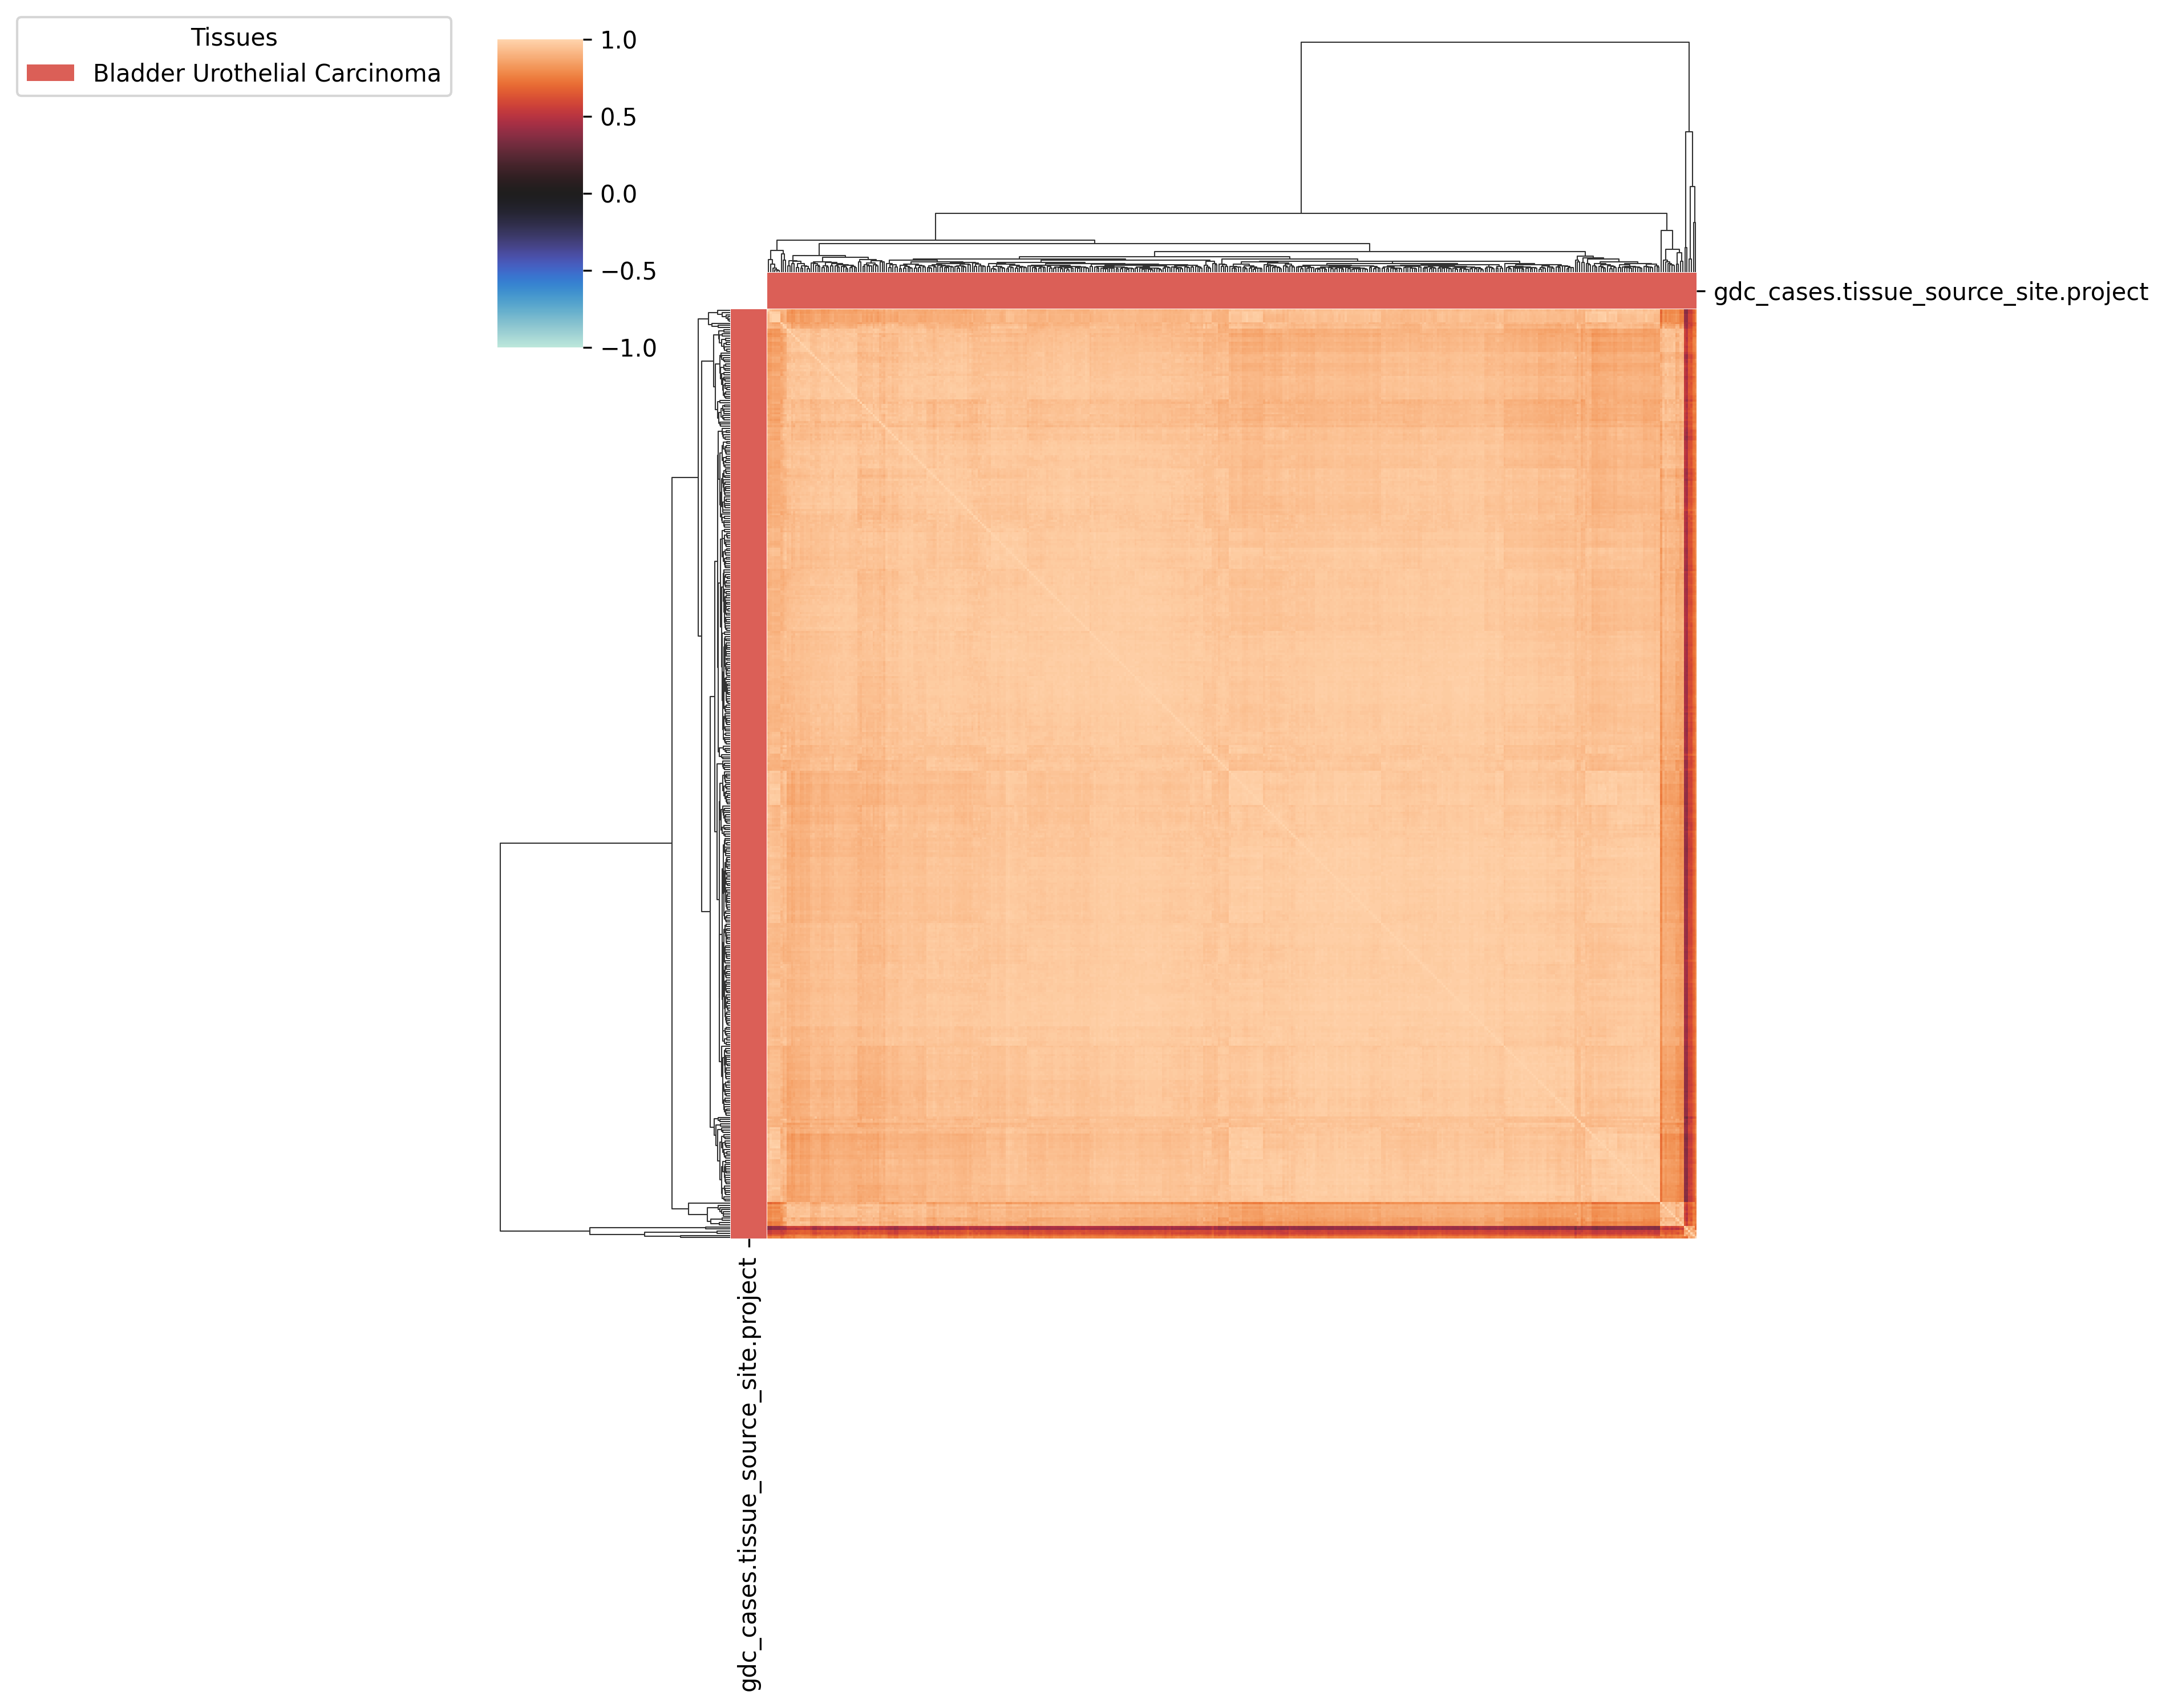 Tissues
Bladder Urothelial Carcinoma
1.0
0.5
0.0
−0.5
−1.0
gdc_cases.tissue_source_site.project
gdc_cases.tissue_source_site.project